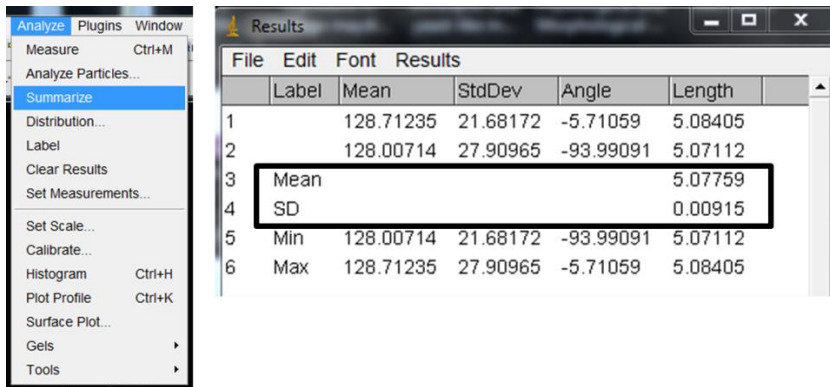 Analyze Plugins Window
Measure Ctrl+M
Analyze Particles...
Summarize
Distribution...
Label
Clear Results
Set Measurements...
Set Scale...
Calibrate...
Histogram Ctrl+H
Plot Profile Ctrl+K
Surface Plot...
Gels
Tools
Results
File Edit Font Results
Label Mean StdDev Angle Length
1 128.71235 21.68172 -5.71059 5.08405
2 128.00714 27.90965 -93.99091 5.07112
3 Mean 5.07759
4 SD 0.00915
5 Min 128.00714 21.68172 -93.99091 5.07112
6 Max 128.71235 27.90965 -5.71059 5.08405